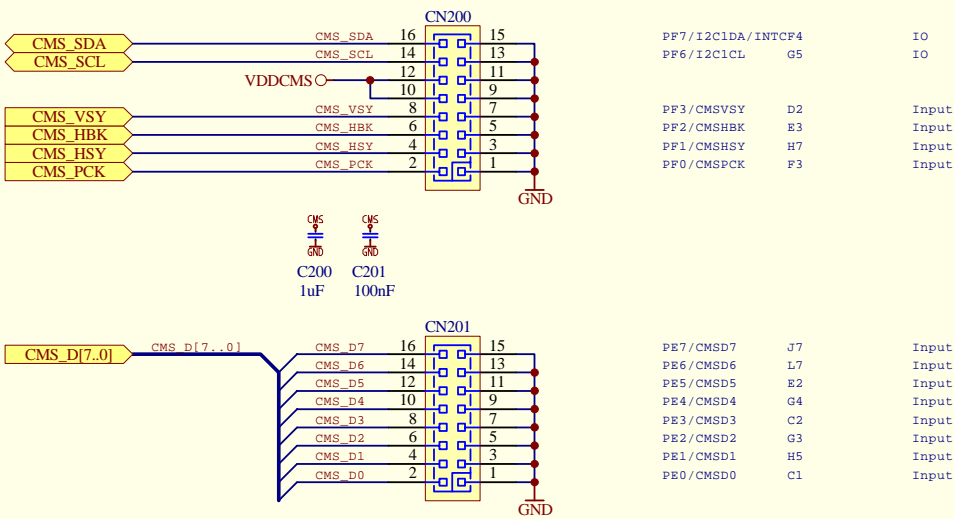 CN200
CMS_SDA CMS_SDA 16 15 PF7/I2C1DA/INTCF4 IO
CMS_SCL CMS_SCL 14 13 PF6/I2C1CL G5 IO
VDDCMS 12 11
10 9
CMS_VSY CMS_VSY 8 7 PF3/CMSVSY D2 Input
CMS_HBK CMS_HBK 6 5 PF2/CMSHBK E3 Input
CMS_HSY CMS_HSY 4 3 PF1/CMSHSY H7 Input
CMS_PCK CMS_PCK 2 1 PF0/CMSPCK F3 Input
GND
CMS CMS
GND GND
C200 C201
1uF 100nF
CN201
CMS_D[7..0] CMS_D[7..0] CMS_D7 16 15 PE7/CMSD7 J7 Input
CMS_D6 14 13 PE6/CMSD6 L7 Input
CMS_D5 12 11 PE5/CMSD5 E2 Input
CMS_D4 10 9 PE4/CMSD4 G4 Input
CMS_D3 8 7 PE3/CMSD3 C2 Input
CMS_D2 6 5 PE2/CMSD2 G3 Input
CMS_D1 4 3 PE1/CMSD1 H5 Input
CMS_D0 2 1 PE0/CMSD0 C1 Input
GND